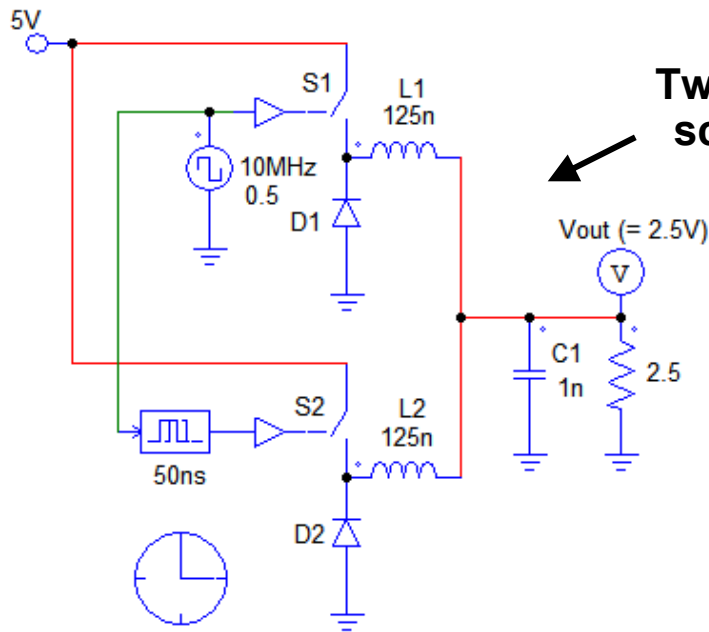 5V
S1
L1
125n
Tw
sc
10MHz
0.5
D1
Vout (= 2.5V)
V
C1
1n
2.5
S2
L2
125n
50ns
D2